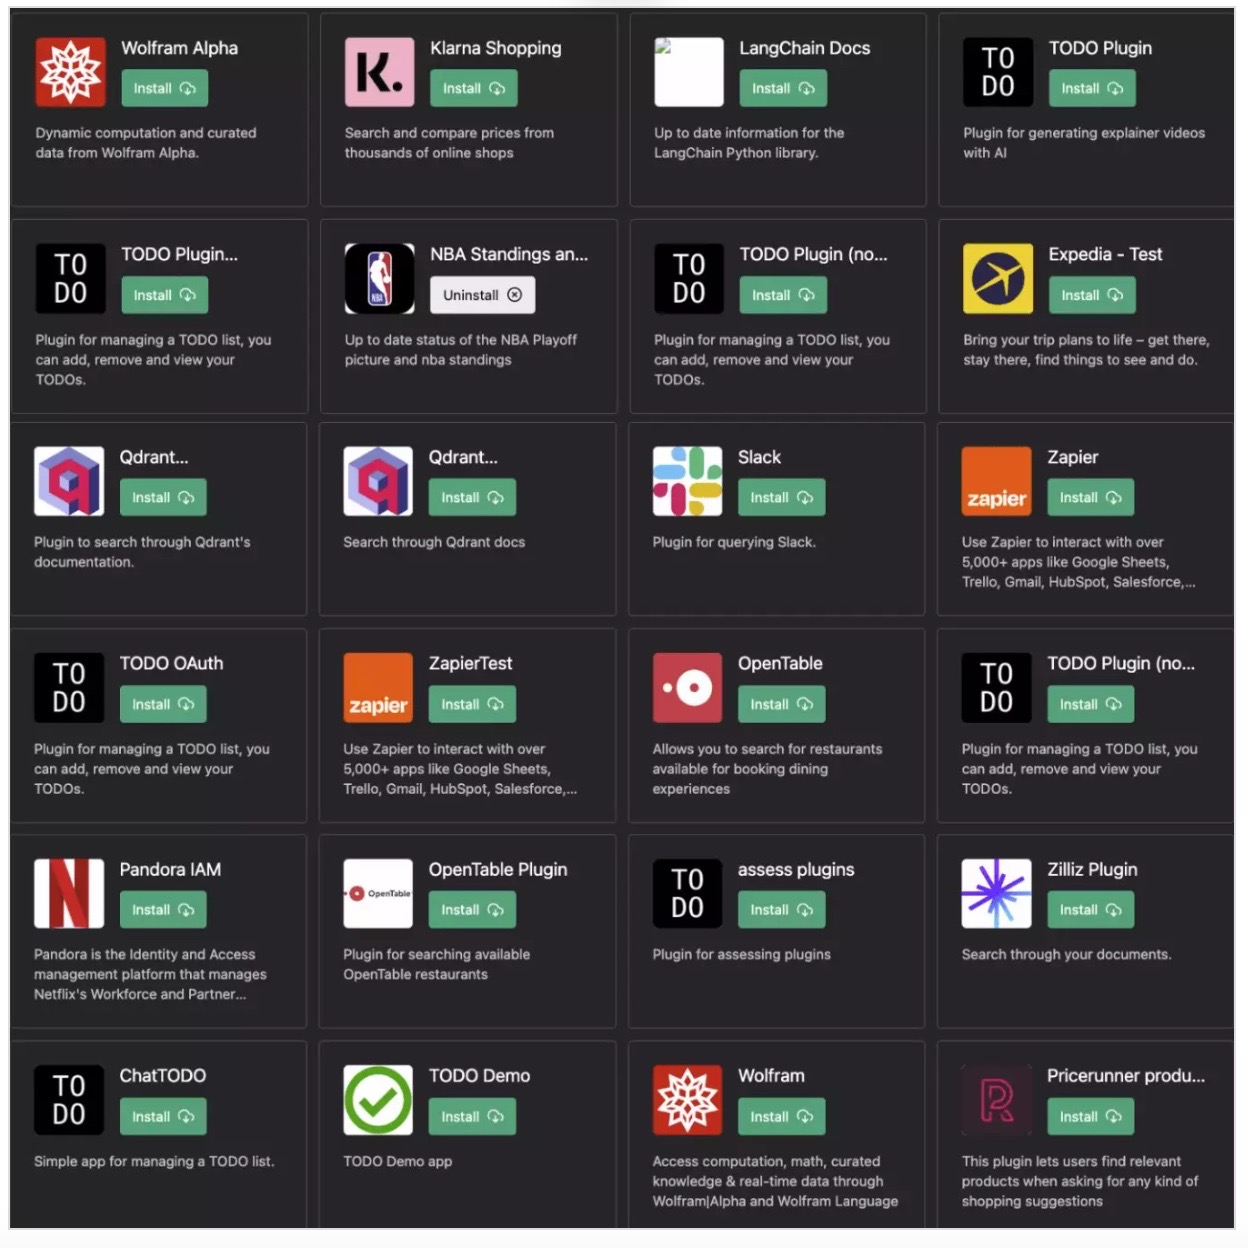 Wolfram Alpha
Install
Dynamic computation and curated
data from Wolfram Alpha.
K.
Klarna Shopping
Install
Search and compare prices from
thousands of online shops
LangChain Docs
Install
Up to date information for the
LangChain Python library.
TO
DO
TODO Plugin
Install
Plugin for generating explainer videos
with AI
TO
DO
TODO Plugin...
Install
Plugin for managing a TODO list, you
can add, remove and view your
TODOs.
NBA
NBA Standings an...
Uninstall
Up to date status of the NBA Playoff
picture and nba standings
TO
DO
TODO Plugin (no...
Install
Plugin for managing a TODO list, you
can add, remove and view your
TODOs.
Expedia - Test
Install
Bring your trip plans to life – get there,
stay there, find things to see and do.
Qdrant...
Install
Plugin to search through Qdrant's
documentation.
Qdrant...
Install
Search through Qdrant docs
Slack
Install
Plugin for querying Slack.
zapier
Zapier
Install
Use Zapier to interact with over
5,000+ apps like Google Sheets,
Trello, Gmail, HubSpot, Salesforce,...
TO
DO
TODO OAuth
Install
Plugin for managing a TODO list, you
can add, remove and view your
TODOs.
zapier
ZapierTest
Install
Use Zapier to interact with over
5,000+ apps like Google Sheets,
Trello, Gmail, HubSpot, Salesforce,...
OpenTable
Install
Allows you to search for restaurants
available for booking dining
experiences
TO
DO
TODO Plugin (no...
Install
Plugin for managing a TODO list, you
can add, remove and view your
TODOs.
N
Pandora IAM
Install
Pandora is the Identity and Access
management platform that manages
Netflix's Workforce and Partner...
OpenTable
OpenTable Plugin
Install
Plugin for searching available
OpenTable restaurants
TO
DO
assess plugins
Install
Plugin for assessing plugins
Zilliz Plugin
Install
Search through your documents.
TO
DO
ChatTODO
Install
Simple app for managing a TODO list.
TODO Demo
Install
TODO Demo app
Wolfram
Install
Access computation, math, curated
knowledge & real-time data through
Wolfram|Alpha and Wolfram Language
R
Pricerunner produ...
Install
This plugin lets users find relevant
products when asking for any kind of
shopping suggestions